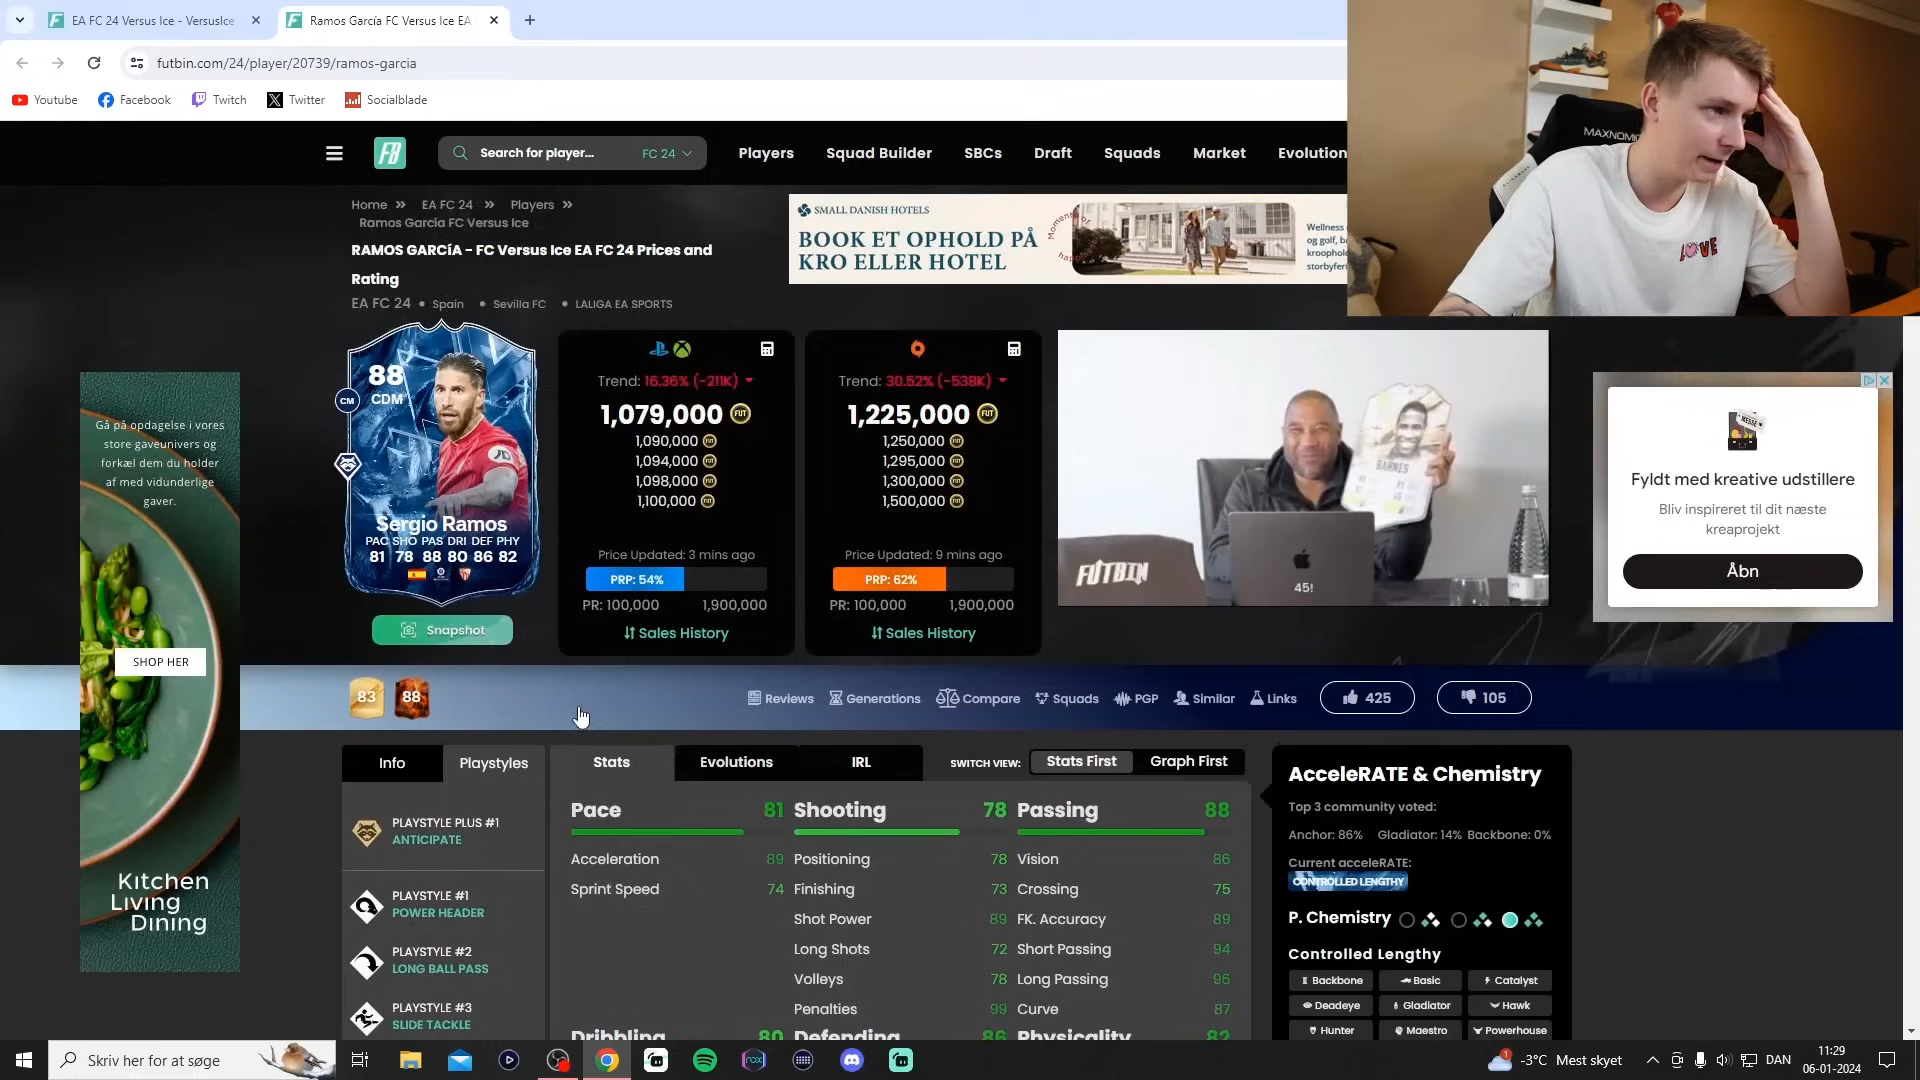 EA FC 24 Versus Ice - VersusIce
Ramos García FC Versus Ice EA
futbin.com/24/player/20739/ramos-garcia
Youtube
Facebook
Twitch
Twitter
Socialblade
MAXNOMIC
Search for player...
FC 24
Players
Squad Builder
SBCs
Draft
Squads
Market
Evolution
Home » EA FC 24 » Players »
Ramos García FC Versus Ice
RAMOS GARCíA - FC Versus Ice EA FC 24 Prices and
Rating
EA FC 24 • Spain • Sevilla FC • LALIGA EA SPORTS
SMALL DANISH HOTELS
BOOK ET OPHOLD PÅ
KRO ELLER HOTEL
Wellness
og golf, ba
kroophold
storbyferi
88
CDM
CM
Sergio Ramos
PAC SHO PAS DRI DEF PHY
81 78 88 80 86 82
Snapshot
Trend: 16.36% (-211K)
1,079,000
1,090,000
1,094,000
1,098,000
1,100,000
Price Updated: 3 mins ago
PRP: 54%
PR: 100,000
1,900,000
Sales History
Trend: 30.52% (-538K)
1,225,000
1,250,000
1,295,000
1,300,000
1,500,000
Price Updated: 9 mins ago
PRP: 62%
PR: 100,000
1,900,000
Sales History
BARNES
FUTBIN
45!
Fyldt med kreative udstillere
Bliv inspireret til dit næste
kreaprojekt
Åbn
Gå på opdagelse i vores
store gaveunivers og
forkæl dem du holder
af med vidunderlige
gaver.
SHOP HER
Kitchen
Living
Dining
83
88
Reviews
Generations
Compare
Squads
PGP
Similar
Links
425
105
Info
Playstyles
PLAYSTYLE PLUS #1
ANTICIPATE
PLAYSTYLE #1
POWER HEADER
PLAYSTYLE #2
LONG BALL PASS
PLAYSTYLE #3
SLIDE TACKLE
Stats
Evolutions
IRL
SWITCH VIEW:
Stats First
Graph First
Pace 81
Acceleration 89
Sprint Speed 74
Shooting 78
Positioning 78
Finishing 73
Shot Power 89
Long Shots 72
Volleys 78
Penalties 99
Passing 88
Vision 86
Crossing 75
FK. Accuracy 89
Short Passing 94
Long Passing 96
Curve 87
Dribbling 80
Defending 86
Physicality 82
AcceleRATE & Chemistry
Top 3 community voted:
Anchor: 86% Gladiator: 14% Backbone: 0%
Current acceleRATE:
CONTROLLED LENGTHY
P. Chemistry
Controlled Lengthy
Backbone
Basic
Catalyst
Deadeye
Gladiator
Hawk
Hunter
Maestro
Powerhouse
Skriv her for at søge
-3°C Mest skyet
DAN
11:29
06-01-2024